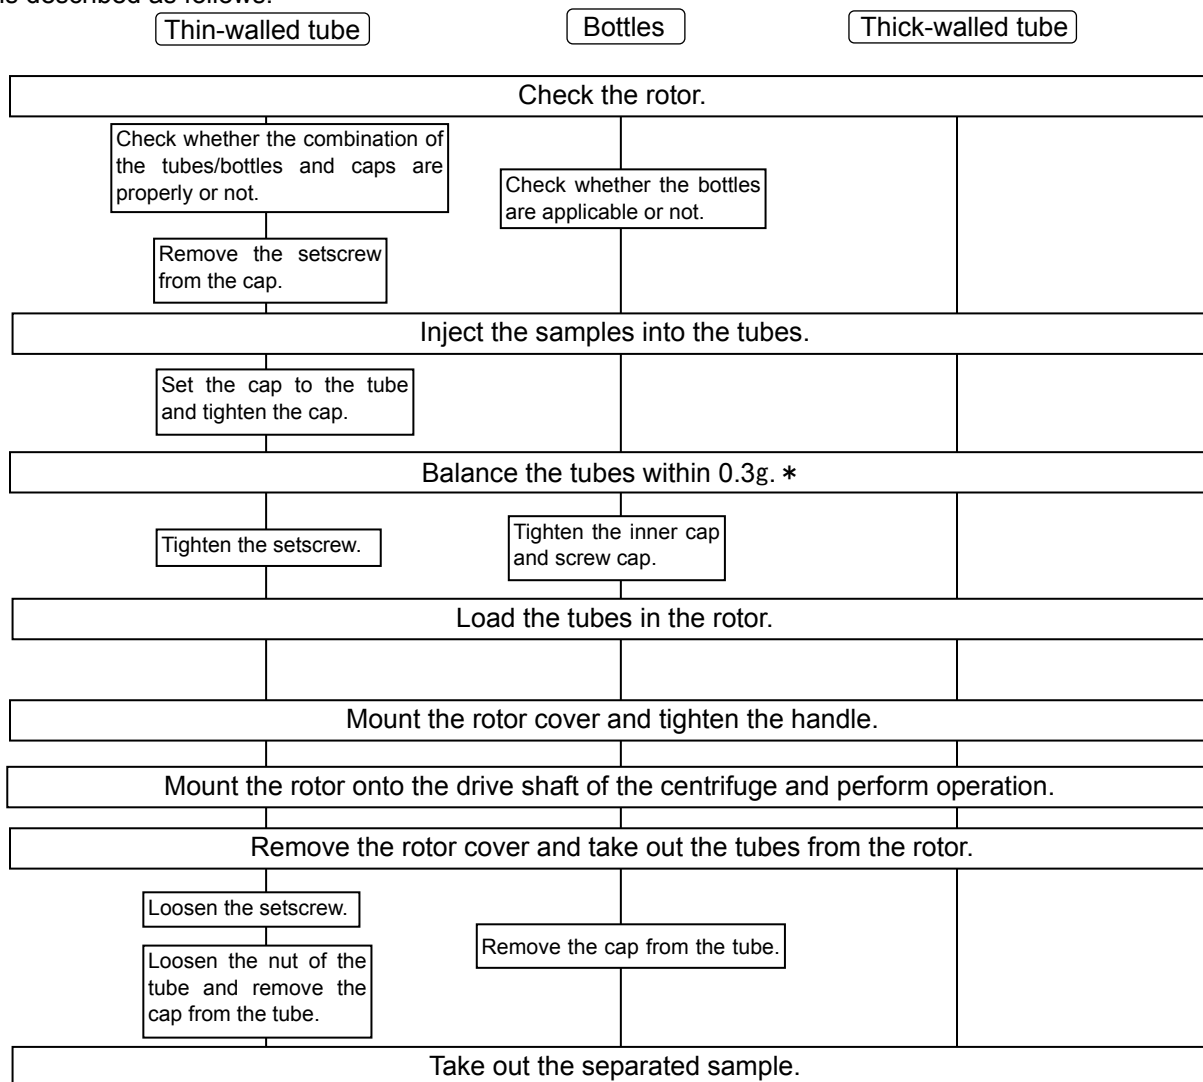 is described as follows.
Thin-walled tube
Bottles
Thick-walled tube
Check the rotor.
Check whether the combination of
the tubes/bottles and caps are
properly or not.
Check whether the bottles
are applicable or not.
Remove the setscrew
from the cap.
Inject the samples into the tubes.
Set the cap to the tube
and tighten the cap.
Balance the tubes within 0.3g. *
Tighten the setscrew.
Tighten the inner cap
and screw cap.
Load the tubes in the rotor.
Mount the rotor cover and tighten the handle.
Mount the rotor onto the drive shaft of the centrifuge and perform operation.
Remove the rotor cover and take out the tubes from the rotor.
Loosen the setscrew.
Loosen the nut of the
tube and remove the
cap from the tube.
Remove the cap from the tube.
Take out the separated sample.